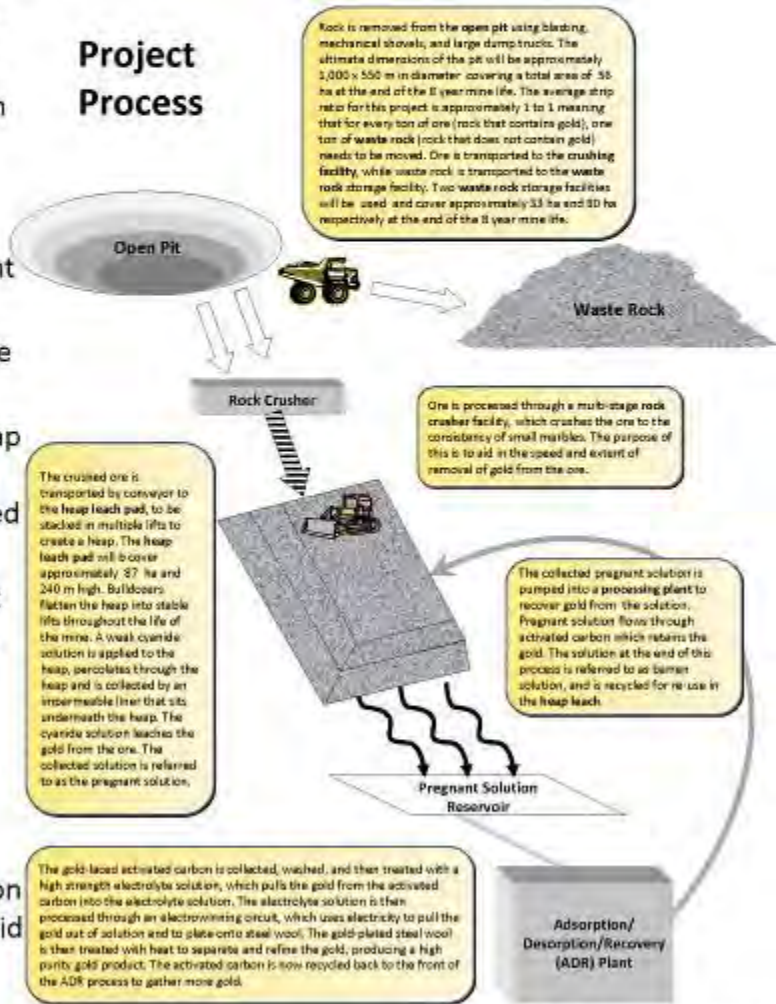 Project
Process
Rock is removed from the open pit using blasting,
mechanical shovels, and large dump trucks. The
ultimate dimensions of the pit will be approximately
1,000 x 550 m in diameter covering a total area of 56
ha at the end of the 8 year mine life. The average strip
ratio for this project is approximately 1 to 1 meaning
that for every ton of ore (rock that contains gold), one
ton of waste rock (rock that does not contain gold)
needs to be moved. Ore is transported to the crushing
facility, while waste rock is transported to the waste
rock storage facility. Two waste rock storage facilities
will be used and cover approximately 53 ha and 80 ha
respectively at the end of the 8 year mine life.
Open Pit
Waste Rock
Rock Crusher
Ore is processed through a multi-stage rock
crusher facility, which crushes the ore to the
consistency of small marbles. The purpose of
this is to aid in the speed and extent of
removal of gold from the ore.
The crushed ore is
transported by conveyor to
the heap leach pad, to be
stacked in multiple lifts to
create a heap. The heap
leach pad will cover
approximately 87 ha and
240 m high. Bulldozers
flatten the heap into stable
lifts throughout the life of
the mine. A weak cyanide
solution is applied to the
heap, percolates through the
heap and is collected by an
impermeable liner that sits
underneath the heap. The
cyanide solution leaches the
gold from the ore. The
collected solution is referred
to as the pregnant solution.
The collected pregnant solution is
pumped into a processing plant to
recover gold from the solution.
Pregnant solution flows through
activated carbon which retains the
gold. The solution at the end of this
process is referred to as barren
solution, and is recycled for re-use in
the heap leach
Pregnant Solution
Reservoir
The gold-laced activated carbon is collected, washed, and then treated with a
high strength electrolyte solution, which pulls the gold from the activated
carbon into the electrolyte solution. The electrolyte solution is then
processed through an electrowinning circuit, which uses electricity to pull the
gold out of solution and to plate onto steel wool. The gold-plated steel wool
is then treated with heat to separate and refine the gold, producing a high
purity gold product. The activated carbon is now recycled back to the front of
the ADR process to gather more gold.
Adsorption/
Desorption/Recovery
(ADR) Plant